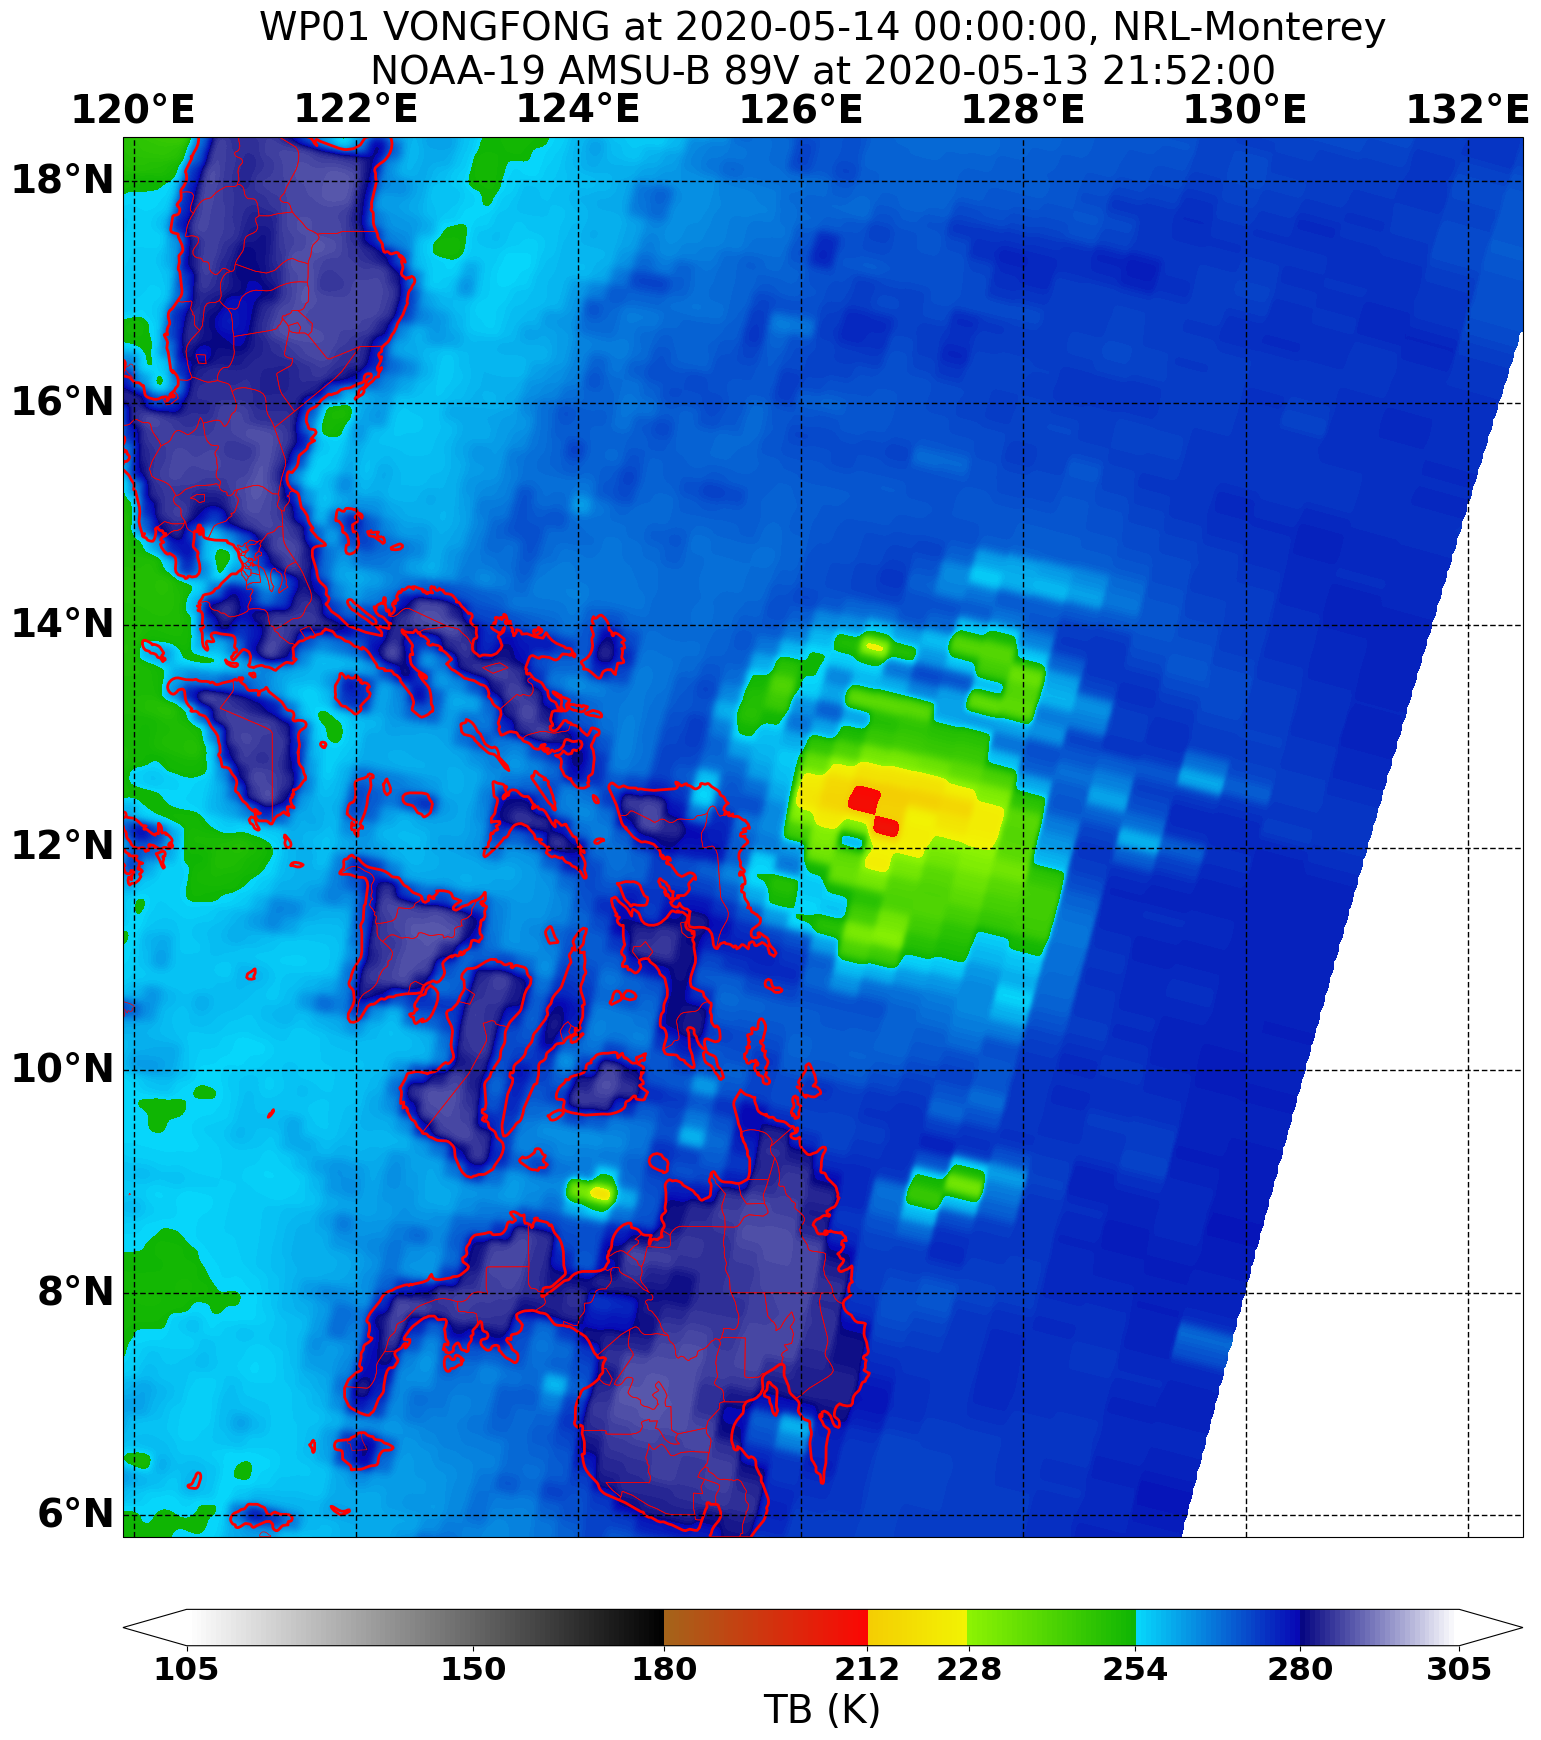 WP01 VONGFONG at 2020-05-14 00:00:00, NRL-Monterey
NOAA-19 AMSU-B 89V at 2020-05-13 21:52:00
120°E 122°E 124°E 126°E 128°E 130°E 132°E
18°N
16°N
14°N
12°N
10°N
8°N
6°N
105 150 180 212 228 254 280 305
TB (K)